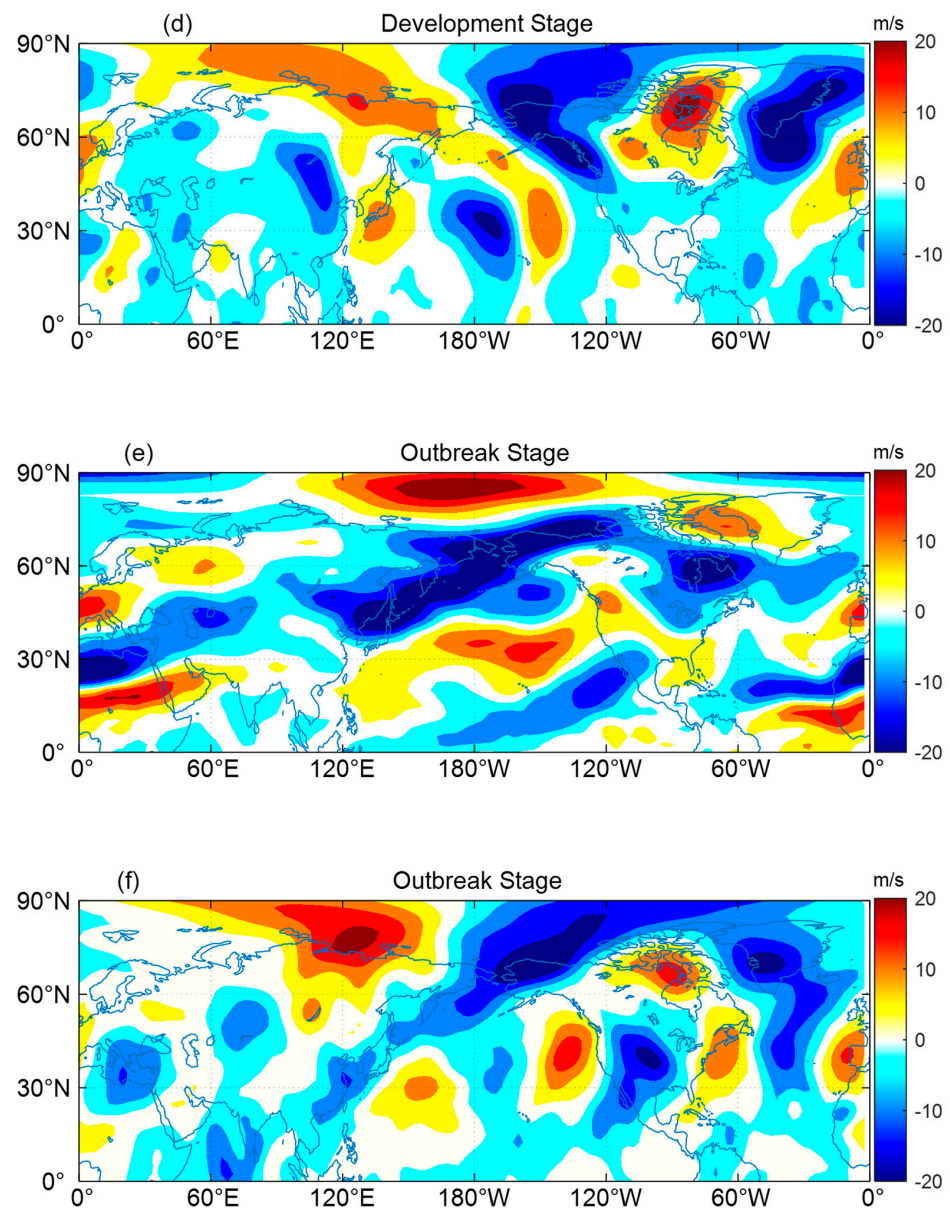 (d) Development Stage m/s
90°N 20
60°N 10
0
30°N -10
0° -20
0° 60°E 120°E 180°W 120°W 60°W 0°
(e) Outbreak Stage m/s
90°N 20
60°N 10
0
30°N -10
0° -20
0° 60°E 120°E 180°W 120°W 60°W 0°
(f) Outbreak Stage m/s
90°N 20
60°N 10
0
30°N -10
0° -20
0° 60°E 120°E 180°W 120°W 60°W 0°